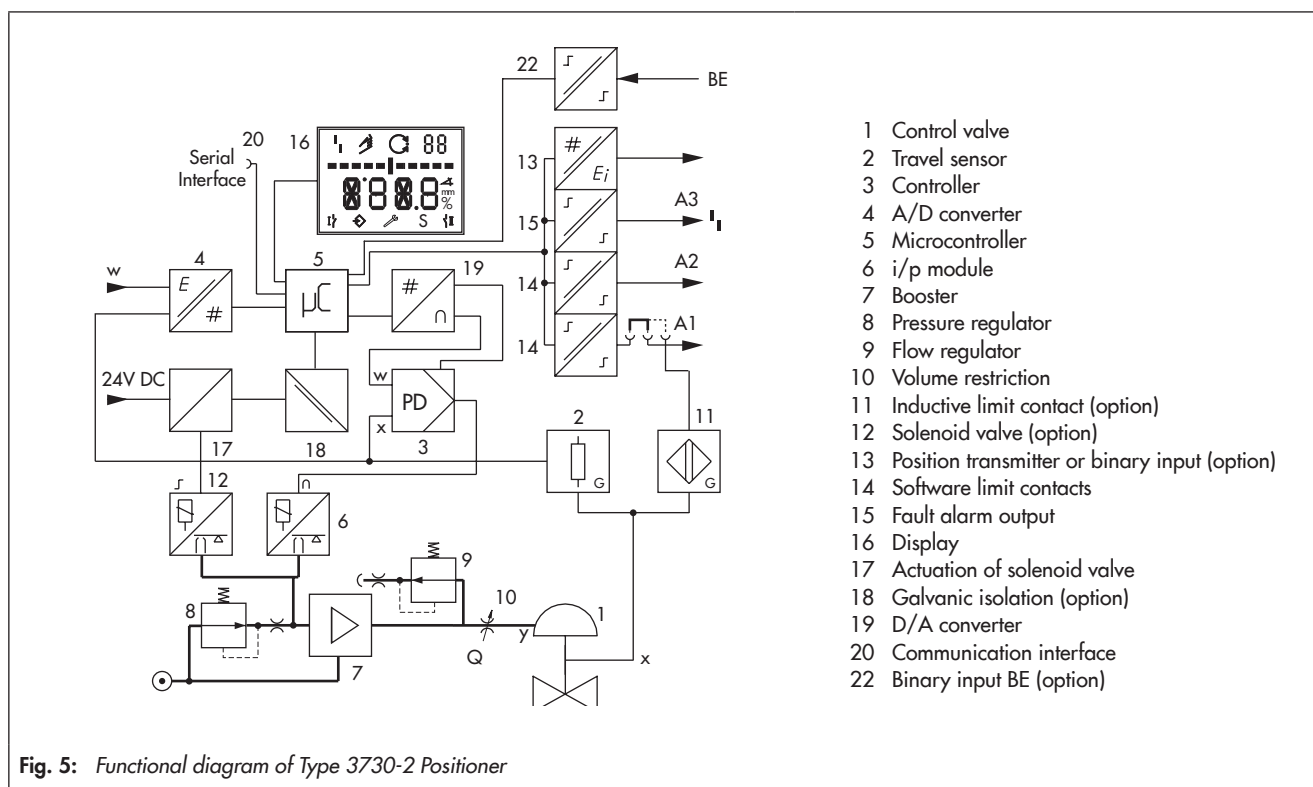 22
BE
20
16
88
Serial
Interface
mm
%
S
13
#
Ei
A3
15
A2
14
A1
14
w
4
E
#
5
µC
19
#
∩
24V DC
w
PD
x
3
2
G
11
G
17
18
12
∩
6
9
8
10
1
y
Q
7
x
1 Control valve
2 Travel sensor
3 Controller
4 A/D converter
5 Microcontroller
6 i/p module
7 Booster
8 Pressure regulator
9 Flow regulator
10 Volume restriction
11 Inductive limit contact (option)
12 Solenoid valve (option)
13 Position transmitter or binary input (option)
14 Software limit contacts
15 Fault alarm output
16 Display
17 Actuation of solenoid valve
18 Galvanic isolation (option)
19 D/A converter
20 Communication interface
22 Binary input BE (option)
Fig. 5: Functional diagram of Type 3730-2 Positioner